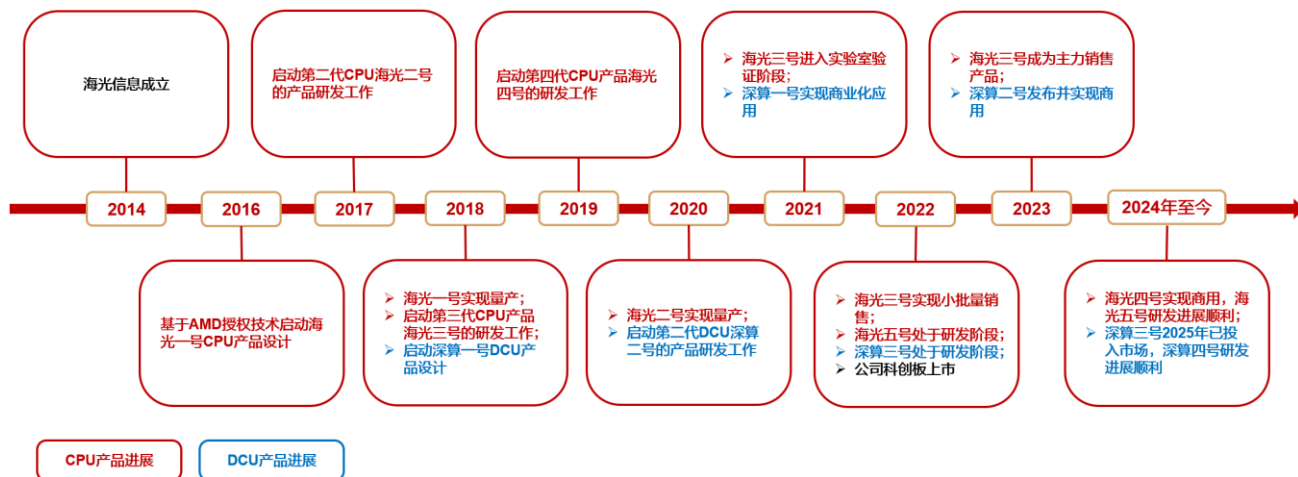 海光信息成立
启动第二代CPU海光二号
的产品研发工作
启动第四代CPU产品海光
四号的研发工作
➢ 海光三号进入实验室验
证阶段；
➢ 深算一号实现商业化应
用
➢ 海光三号成为主力销售
产品；
➢ 深算二号发布并实现商
用
2014
2016
2017
2018
2019
2020
2021
2022
2023
2024年至今
基于AMD授权技术启动海
光一号CPU产品设计
➢ 海光一号实现量产；
➢ 启动第三代CPU产品
海光三号的研发工作；
➢ 启动深算一号DCU产
品设计
➢ 海光二号实现量产；
➢ 启动第二代DCU深算
二号的产品研发工作
➢ 海光三号实现小批量销
售；
➢ 海光五号处于研发阶段；
➢ 深算三号处于研发阶段；
➢ 公司科创板上市
➢ 海光四号实现商用，海
光五号研发进展顺利；
➢ 深算三号2025年已投
入市场，深算四号研发
进展顺利
CPU产品进展
DCU产品进展